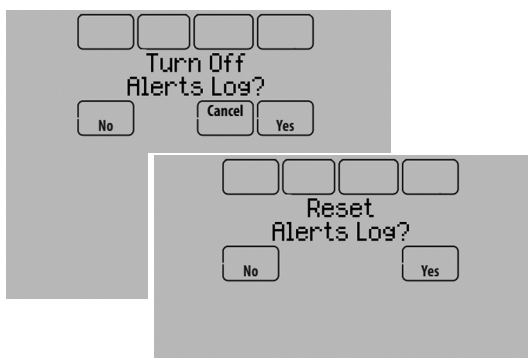 Turn Off
Alerts Log?
No Cancel Yes
Reset
Alerts Log?
No Yes